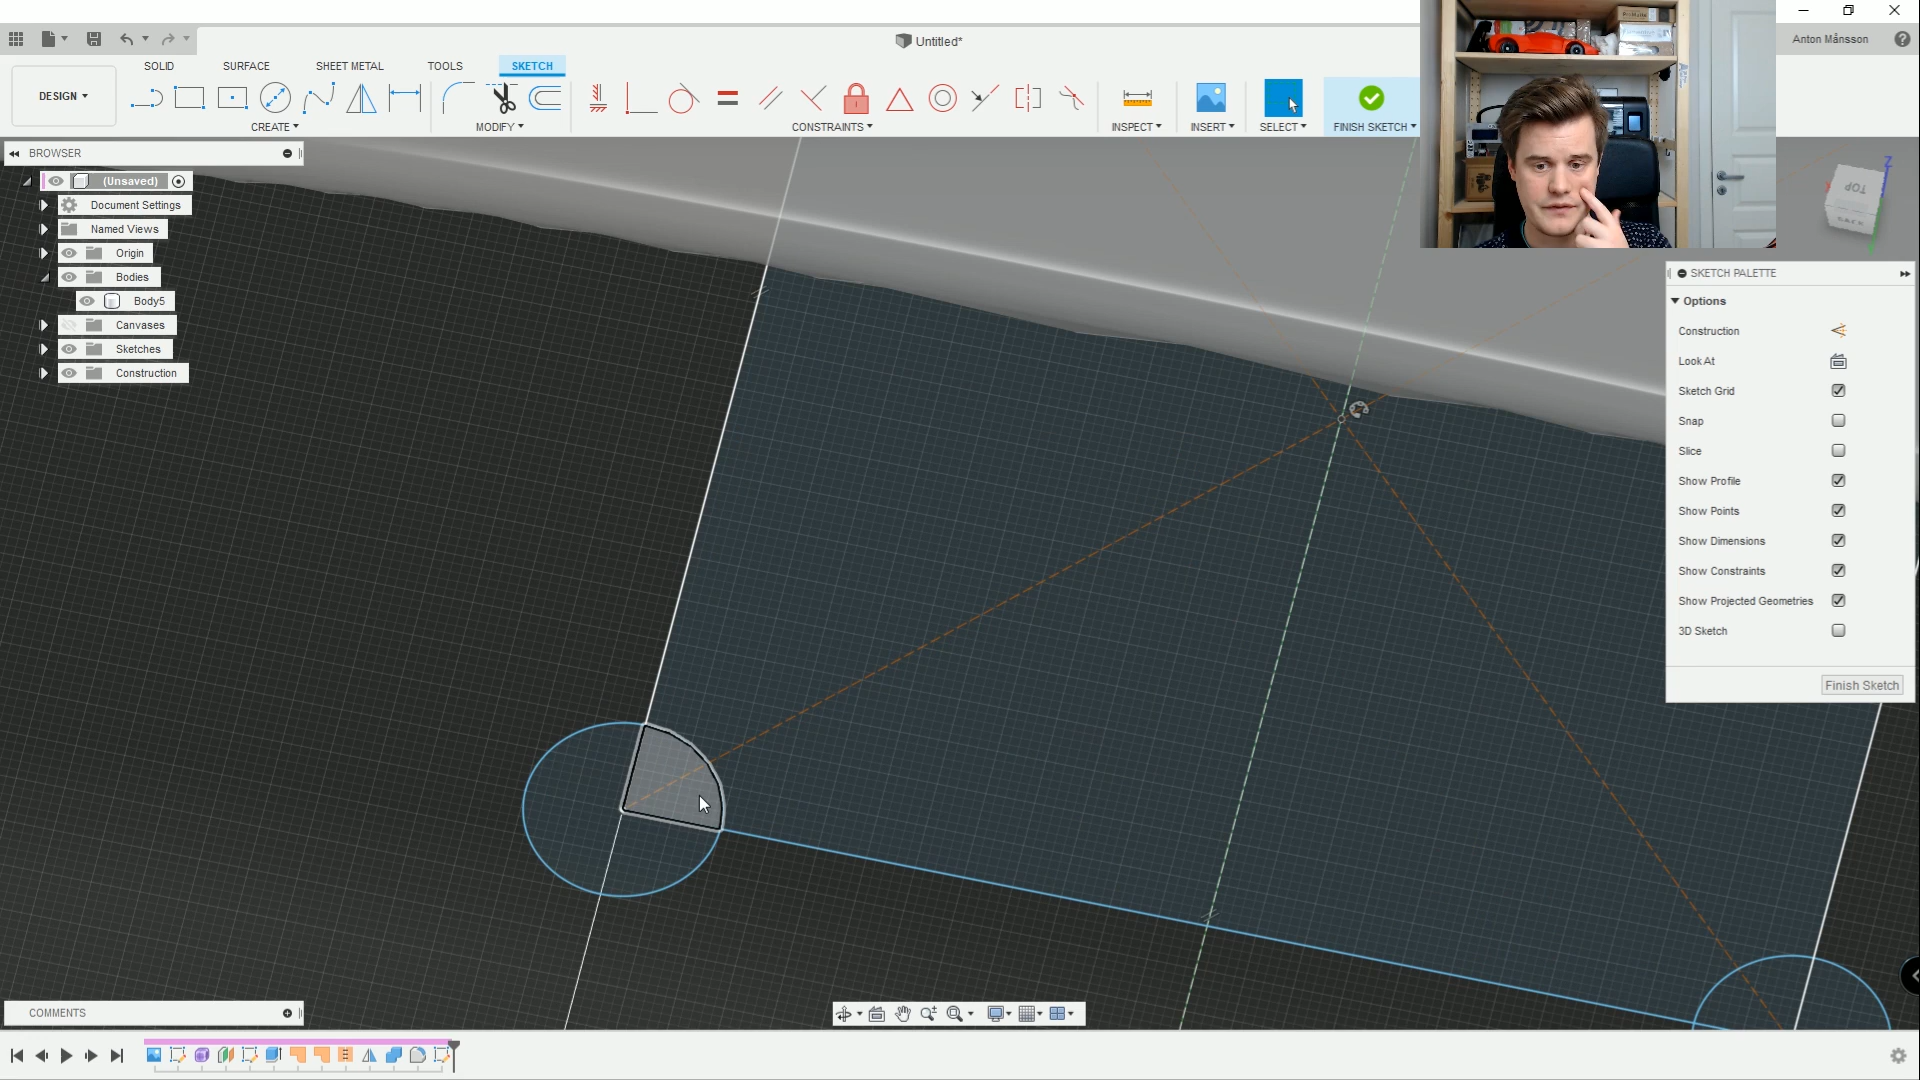 Untitled*
Anton Månsson
SOLID SURFACE SHEET METAL TOOLS SKETCH
DESIGN
CREATE MODIFY CONSTRAINTS INSPECT INSERT SELECT FINISH SKETCH
BROWSER
(Unsaved)
Document Settings
Named Views
Origin
Bodies
Body5
Canvases
Sketches
Construction
TOP
BACK
Z
X
SKETCH PALETTE
Options
Construction
Look At
Sketch Grid
Snap
Slice
Show Profile
Show Points
Show Dimensions
Show Constraints
Show Projected Geometries
3D Sketch
Finish Sketch
COMMENTS